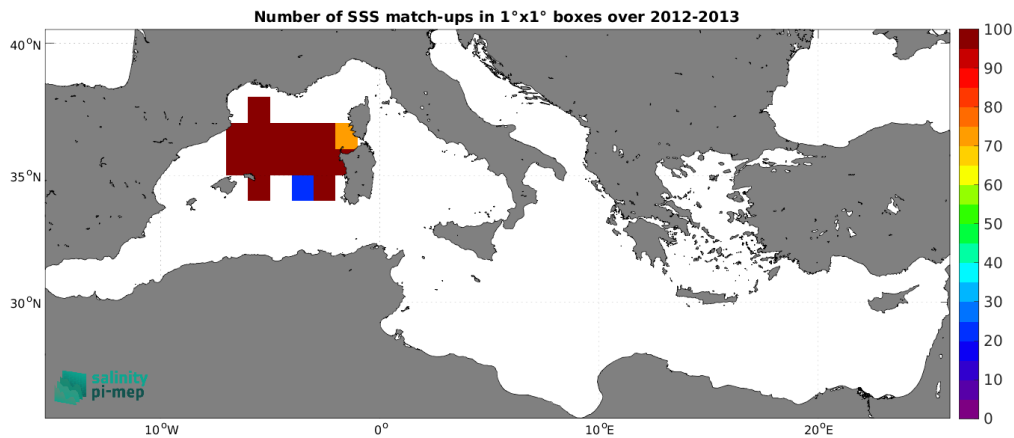 Number of SSS match-ups in 1°x1° boxes over 2012-2013
40°N
35°N
30°N
10°W
0°
10°E
20°E
100
90
80
70
60
50
40
30
20
10
0
salinity
pi-mep